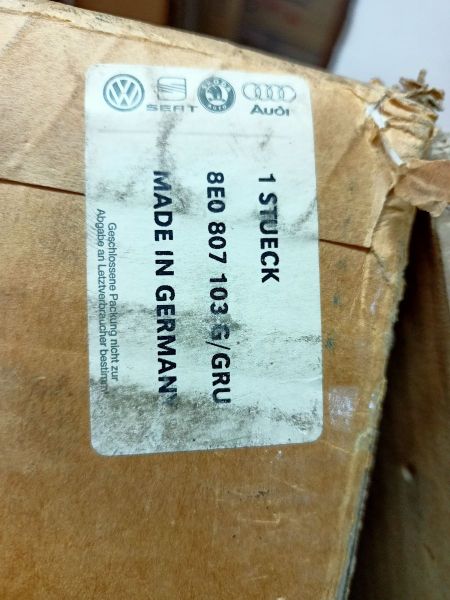 SEAT
Audi
1 STUECK
8E0 807 103 G/GRU
MADE IN GERMANY
Geschlossene Packung nicht zur
Abgabe an Letztverbraucher bestimmt